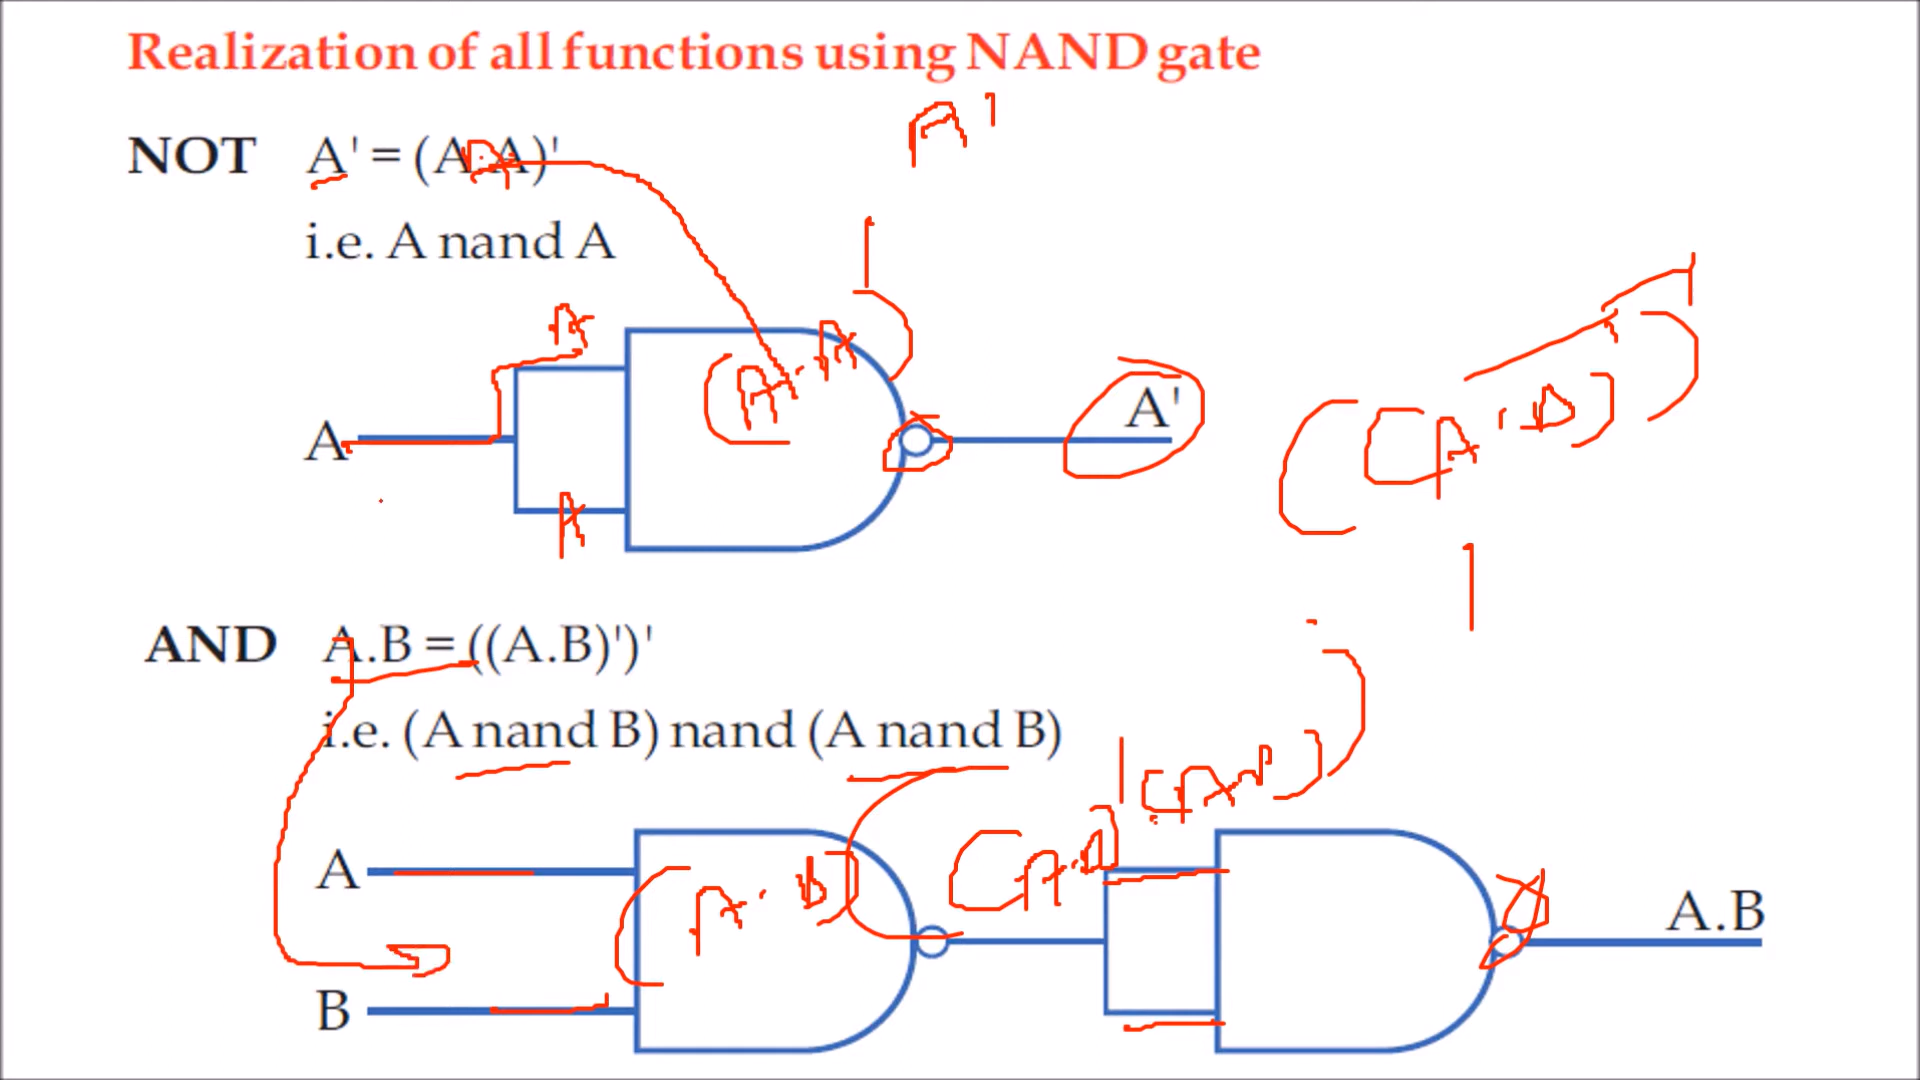 Realization of all functions using NAND gate
A'
NOT A' = (A.A)'
i.e. A nand A
A
(A.A)'
A A'
A
AND A.B = ((A.B)')'
i.e. (A nand B) nand (A nand B)
A
(A.B)
B
A.B